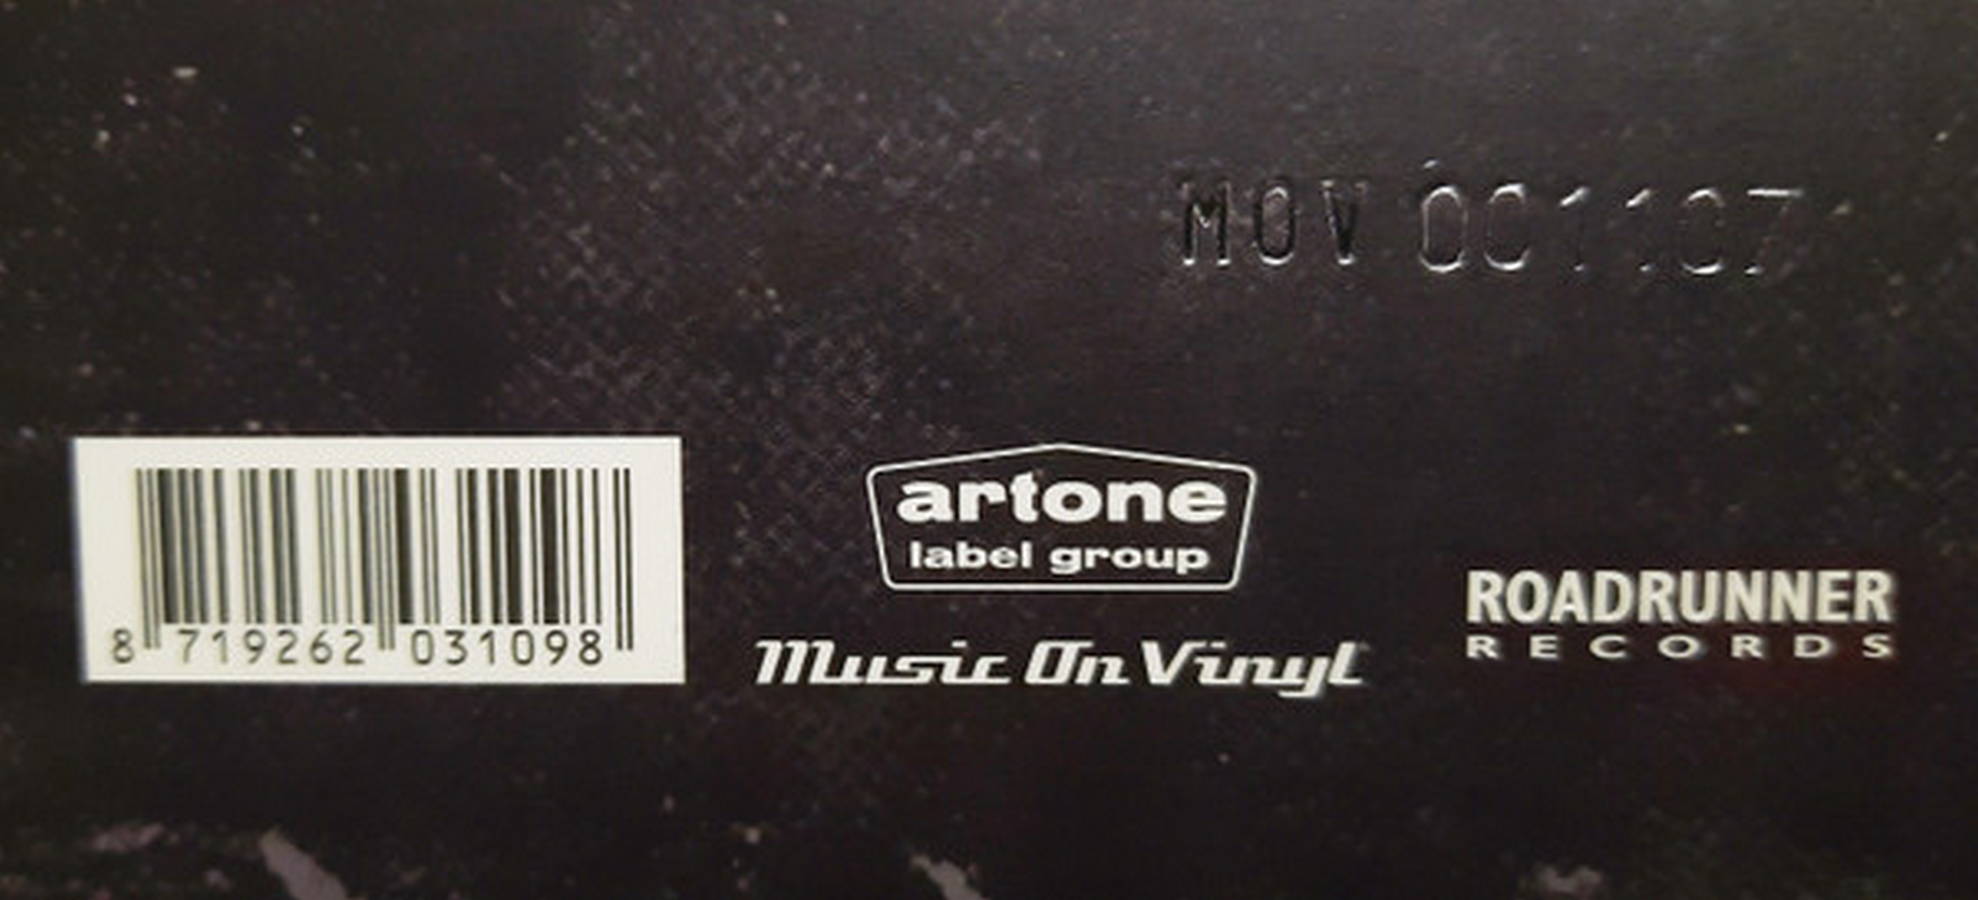 MOV 001107
artone
label group
8 719262 031098
Music On Vinyl
ROADRUNNER
RECORDS